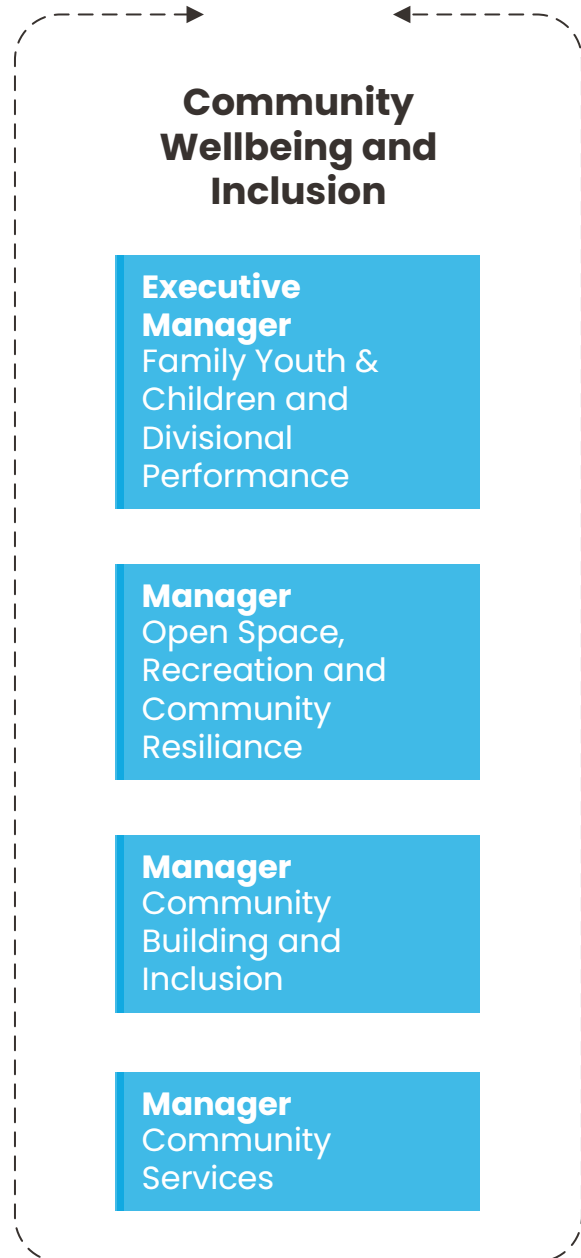 Community
Wellbeing and
Inclusion
Executive
Manager
Family Youth &
Children and
Divisional
Performance
Manager
Open Space,
Recreation and
Community
Resiliance
Manager
Community
Building and
Inclusion
Manager
Community
Services